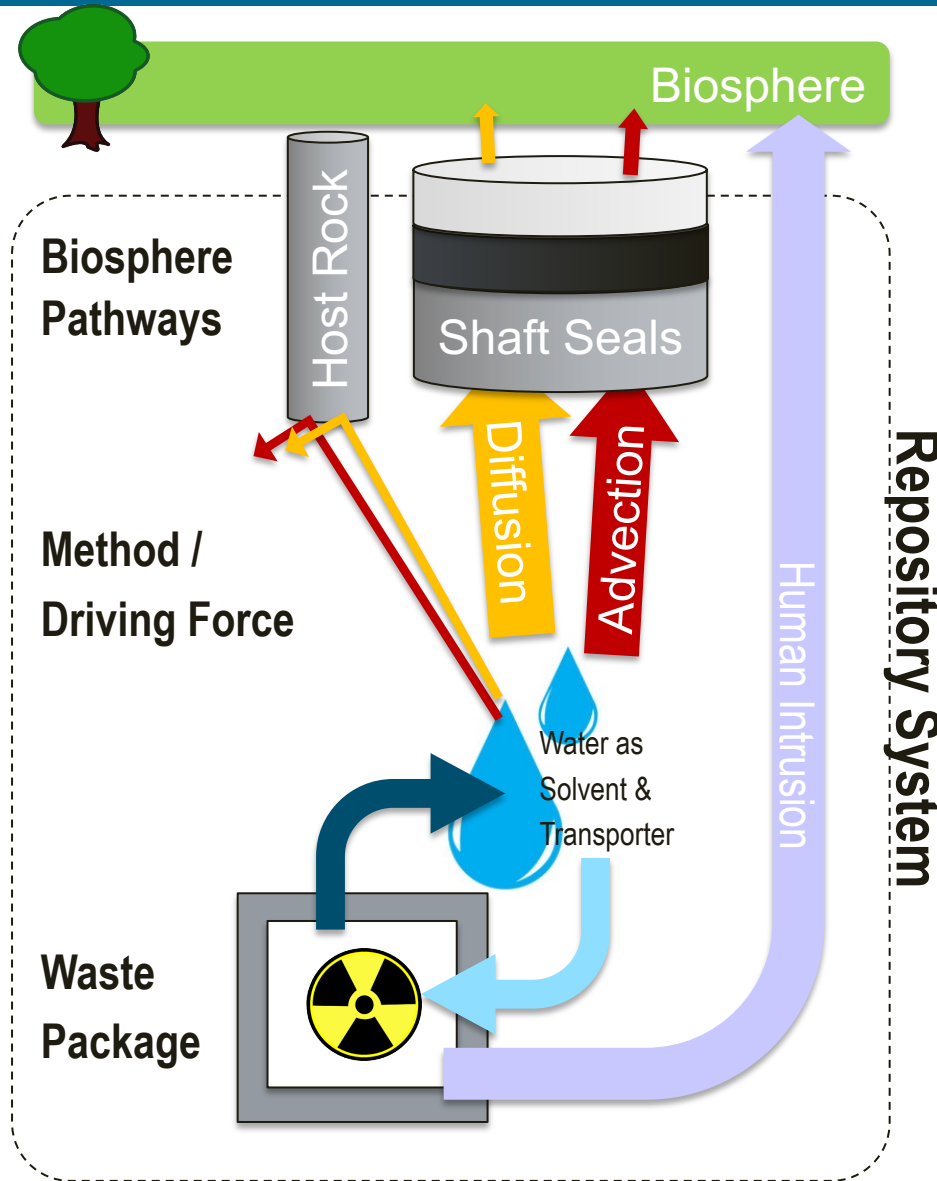 Biosphere
Host Rock
Biosphere
Pathways
Shaft Seals
Diffusion
Advection
Method /
Driving Force
Human Intrusion
Repository System
Water as
Solvent &
Transporter
Waste
Package